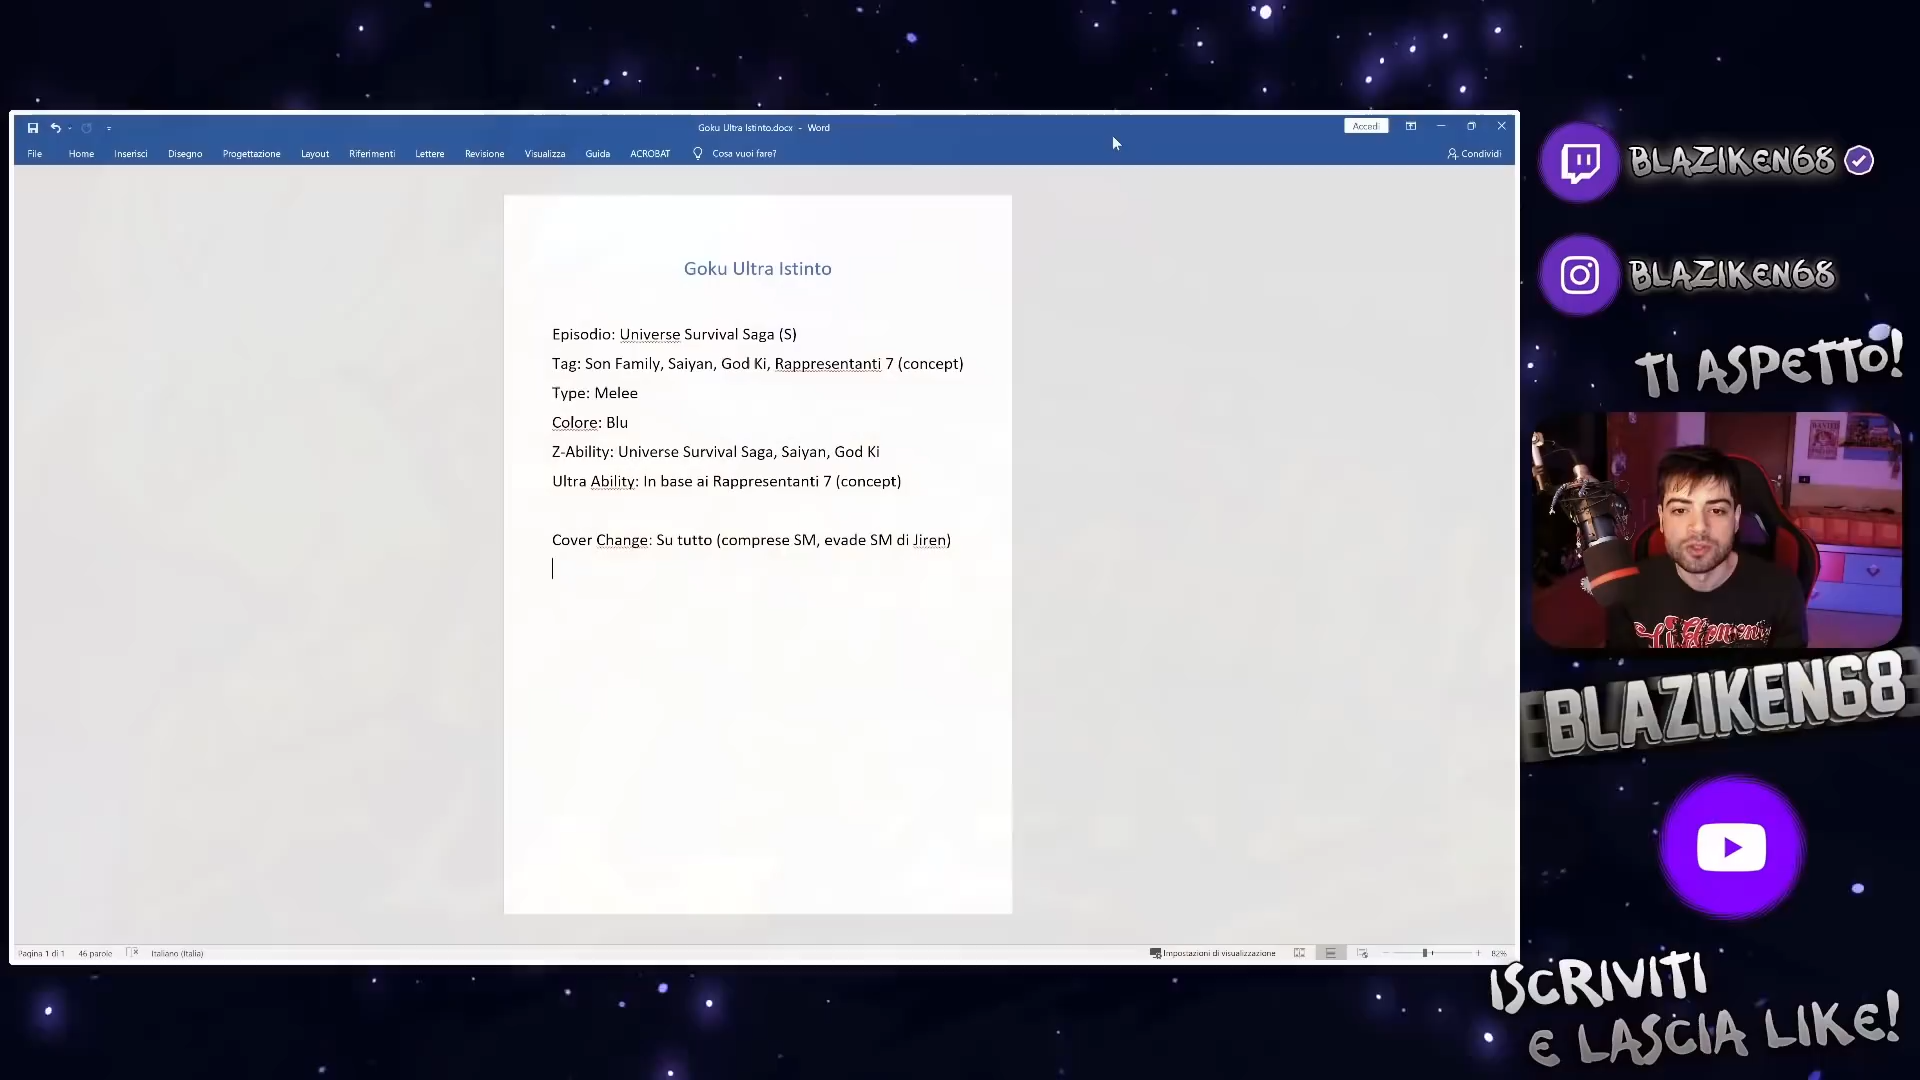 Goku Ultra Istinto.docx - Word
Accedi
File Home Inserisci Disegno Progettazione Layout Riferimenti Lettere Revisione Visualizza Guida ACROBAT Cosa vuoi fare? Condividi
Goku Ultra Istinto
Episodio: Universe Survival Saga (S)
Tag: Son Family, Saiyan, God Ki, Rappresentanti 7 (concept)
Type: Melee
Colore: Blu
Z-Ability: Universe Survival Saga, Saiyan, God Ki
Ultra Ability: In base ai Rappresentanti 7 (concept)
Cover Change: Su tutto (comprese SM, evade SM di Jiren)
Pagina 1 di 1 46 parole Italiano (Italia) Impostazioni di visualizzazione 82%
BLAZIKEN68
BLAZIKEN68
TI ASPETTO!
WANTED
BLAZIKEN68
ISCRIVITI
E LASCIA LIKE!